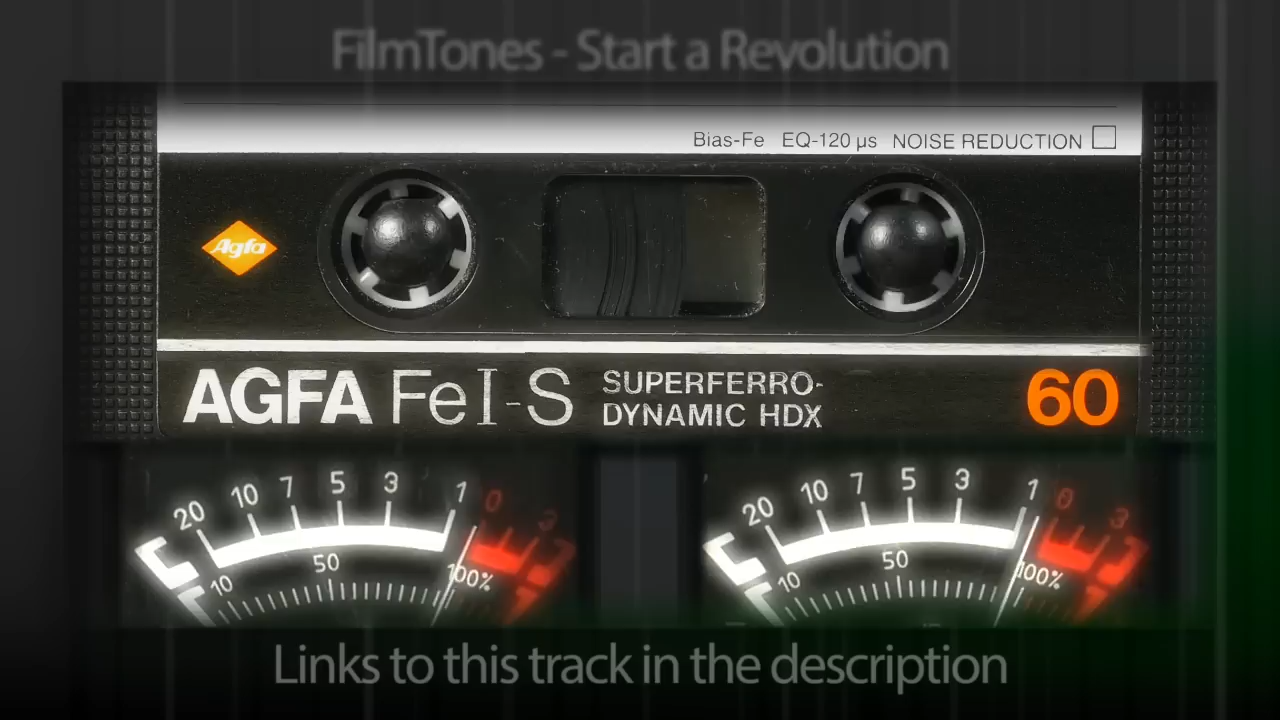 FilmTones - Start a Revolution
Bias-Fe EQ-120 µs NOISE REDUCTION
Agfa
AGFA FeI-S SUPERFERRO-
DYNAMIC HDX
60
20 10 7 5 3 1 0 3
10 50 100%
20 10 7 5 3 1 0 3
10 50 100%
Links to this track in the description